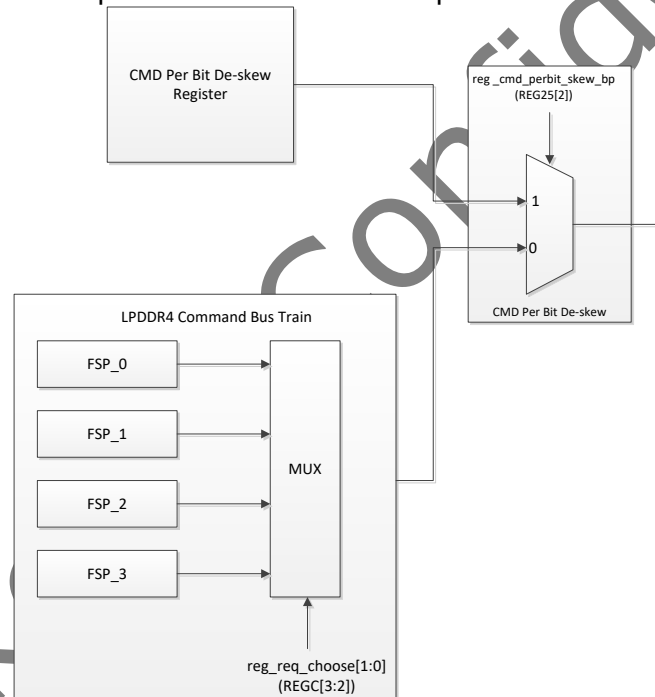 CMD Per Bit De-skew
Register
reg _cmd_perbit_skew_bp
(REG25[2])
1
0
CMD Per Bit De-skew
LPDDR4 Command Bus Train
FSP_0
FSP_1
FSP_2
FSP_3
MUX
reg_req_choose[1:0]
(REGC[3:2])